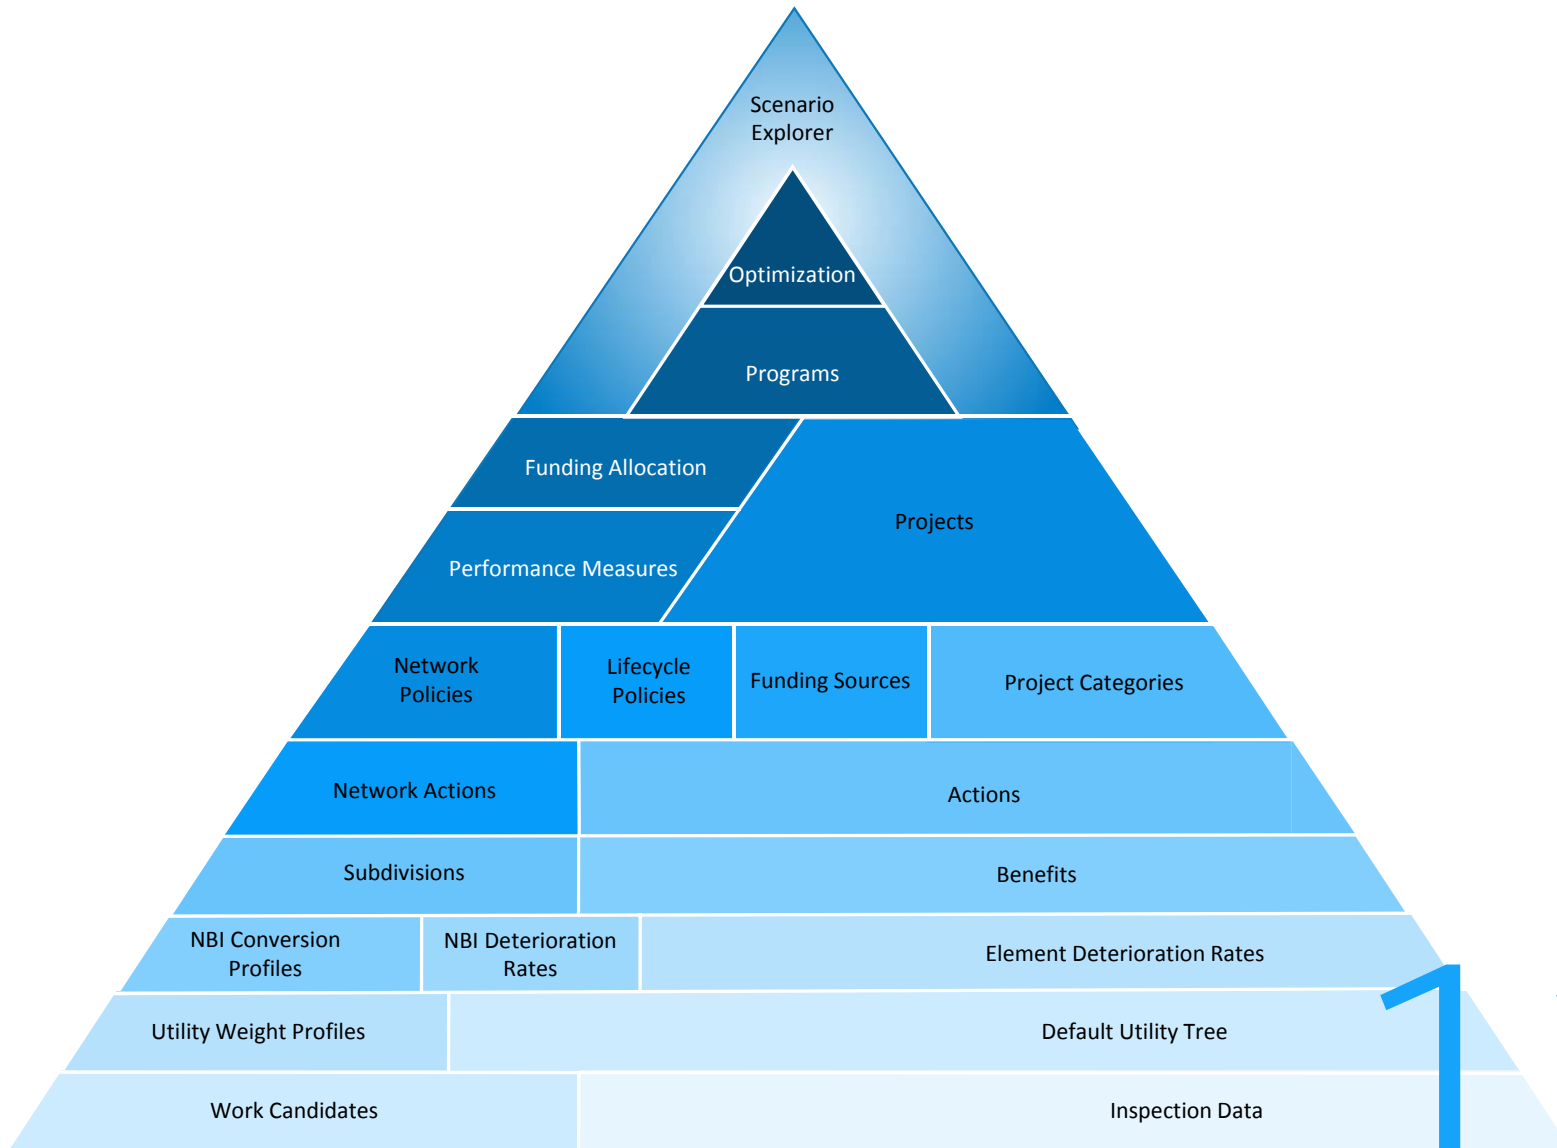 Scenario
Explorer
Optimization
Programs
Funding Allocation
Projects
Performance Measures
Network
Policies
Lifecycle
Policies
Funding Sources
Project Categories
Network Actions
Actions
Subdivisions
Benefits
NBI Conversion
Profiles
NBI Deterioration
Rates
Element Deterioration Rates
Utility Weight Profiles
Default Utility Tree
Work Candidates
Inspection Data
1